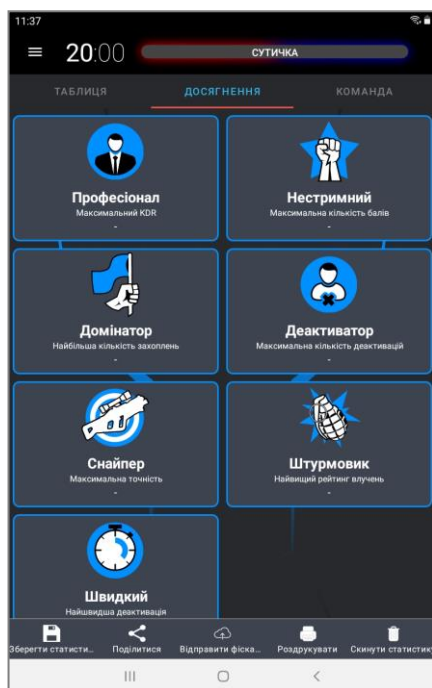 11:37
20:00
СУТИЧКА
ТАБЛИЦЯ ДОСЯГНЕННЯ КОМАНДА
Професіонал
Максимальний KDR
-
Нестримний
Максимальна кількість балів
-
Домінатор
Найбільша кількість захоплень
-
Деактиватор
Максимальна кількість деактивацій
-
Снайпер
Максимальна точність
-
Штурмовик
Найвищий рейтинг влучень
-
Швидкий
Найшвидша деактивація
Зберегти статисти... Поділитися Відправити фіска... Роздрукувати Скинути статистику